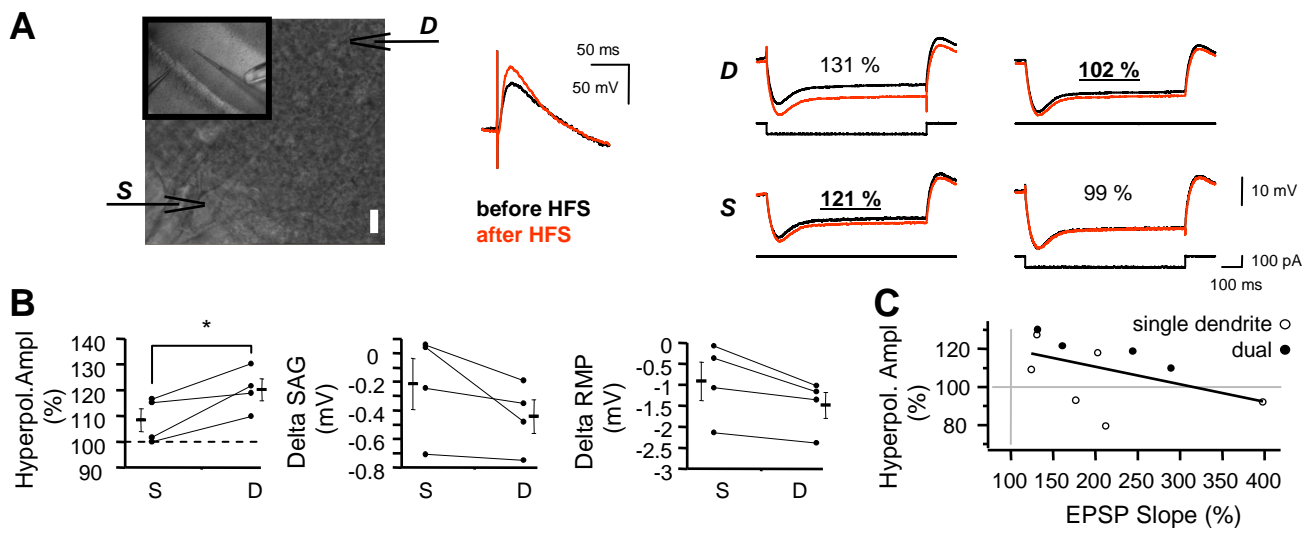 A
D
S
50 ms
50 mV
before HFS
after HFS
D
131 %
102 %
S
121 %
99 %
10 mV
100 pA
100 ms
B
Hyperpol.Ampl
(%)
140
130
120
110
100
90
*
S D
Delta SAG
(mV)
0
-0.2
-0.4
-0.6
-0.8
S D
Delta RMP
(mV)
0
-0.5
-1
-1.5
-2
-2.5
-3
S D
C
Hyperpol. Ampl
(%)
120
100
80
single dendrite
dual
100 150 200 250 300 350 400
EPSP Slope (%)